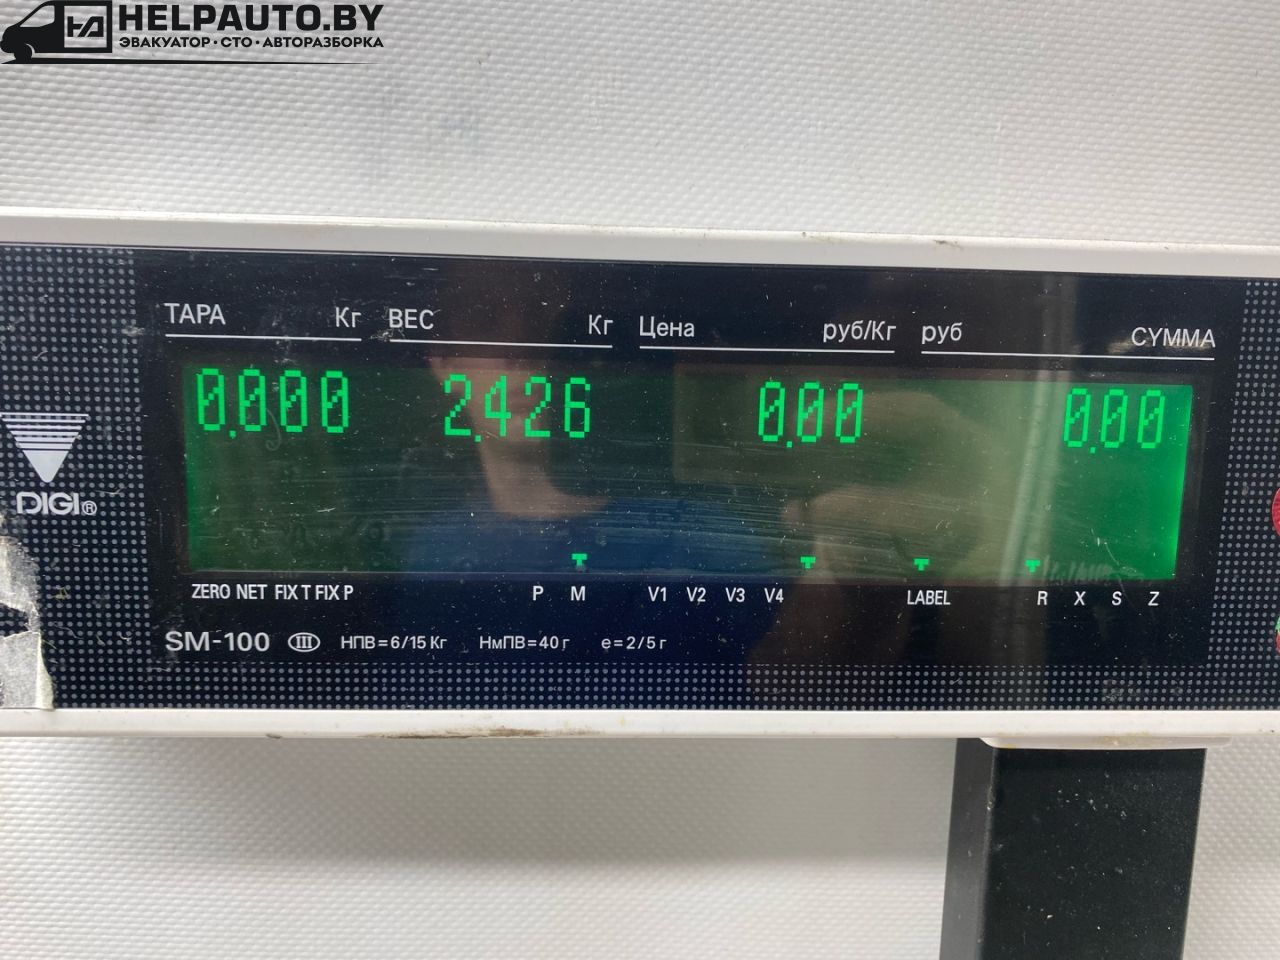 HELPAUTO.BY
ЭВАКУАТОР·СТО·АВТОРАЗБОРКА
ТАРА Кг ВЕС Кг Цена руб/Кг руб СУММА
0.000 2.426 0.00 0.00
DIGI®
ZERO NET FIX T FIX P P M V1 V2 V3 V4 LABEL R X S Z
SM-100 III НПВ=6/15 Кг НмПВ=40 г e=2/5 г